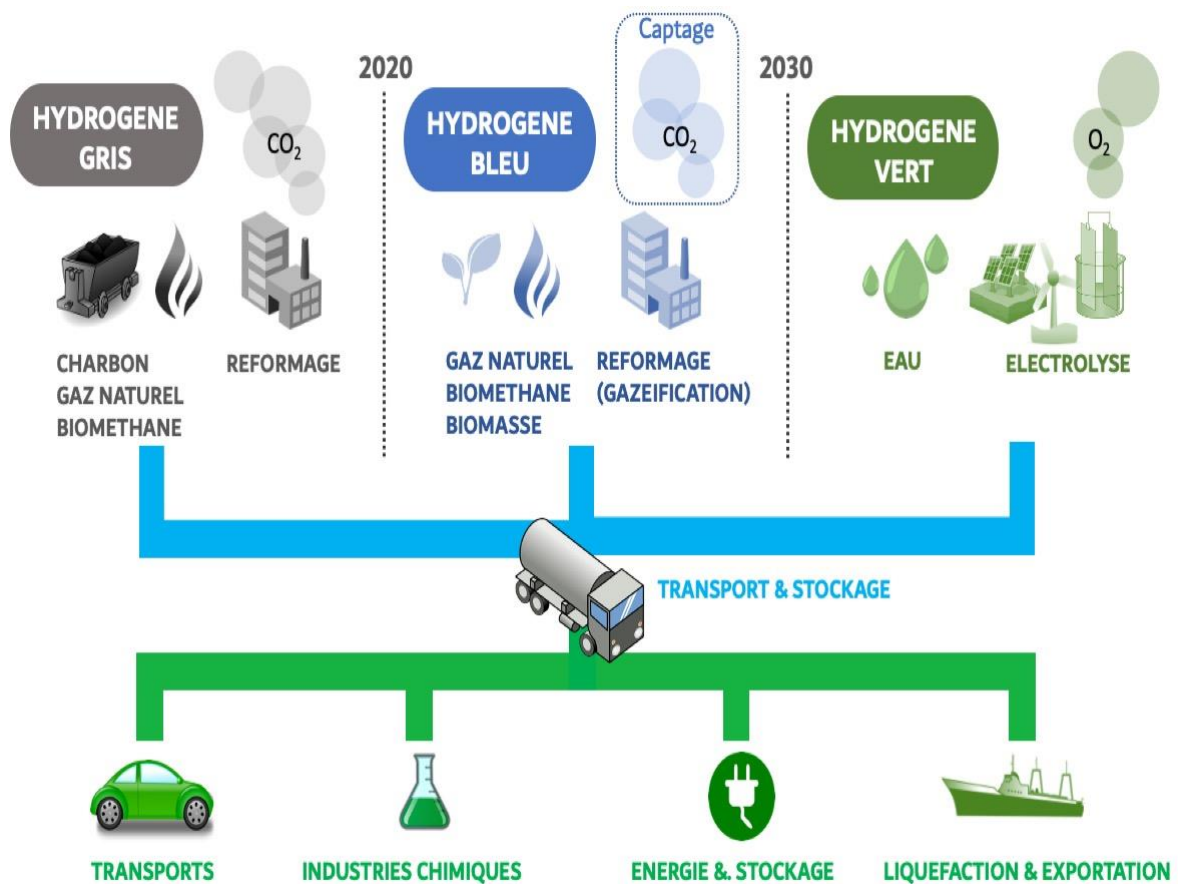 HYDROGENE
GRIS
CO₂
2020
HYDROGENE
BLEU
Captage
CO₂
2030
HYDROGENE
VERT
O₂
CHARBON
GAZ NATUREL
BIOMETHANE
REFORMAGE
GAZ NATUREL
BIOMETHANE
BIOMASSE
REFORMAGE
(GAZEIFICATION)
EAU
ELECTROLYSE
TRANSPORT & STOCKAGE
TRANSPORTS
INDUSTRIES CHIMIQUES
ENERGIE &. STOCKAGE
LIQUEFACTION & EXPORTATION